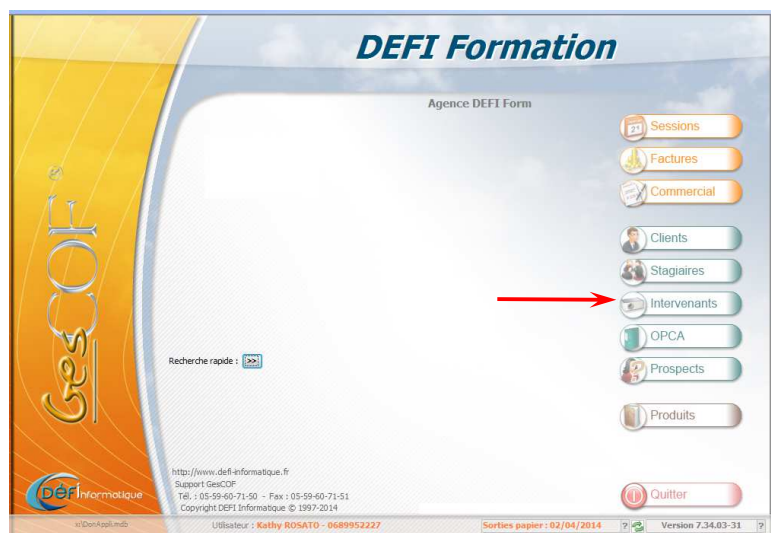 DEFI Formation
Agence DEFI Form
Sessions
21
Factures
Commercial
Clients
Stagiaires
Intervenants
OPCA
Prospects
Produits
Quitter
GesCOF
Recherche rapide : >>
http://www.defi-informatique.fr
Support GesCOF
Tél. : 05-59-60-71-50 - Fax : 05-59-60-71-51
Copyright DEFI Informatique © 1997-2014
DÉFInformatique
x:\DonAppli.mdb
Utilisateur : Kathy ROSATO - 0689952227
Sorties papier : 02/04/2014
?
Version 7.34.03-31
?